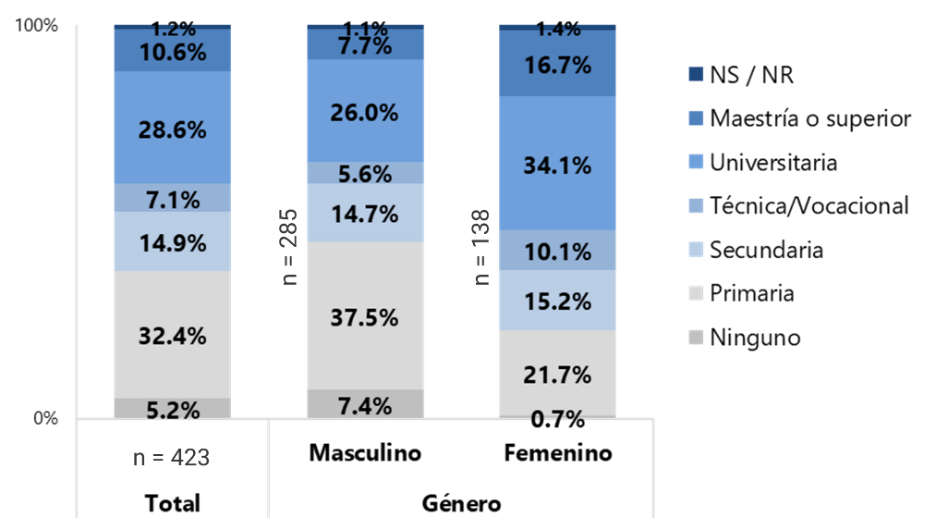 100%
1.2%
1.1%
1.4%
10.6%
7.7%
16.7%
28.6%
26.0%
34.1%
7.1%
5.6%
10.1%
14.9%
14.7%
15.2%
32.4%
37.5%
21.7%
5.2%
7.4%
0.7%
0%
n = 285
n = 138
NS / NR
Maestría o superior
Universitaria
Técnica/Vocacional
Secundaria
Primaria
Ninguno
n = 423
Masculino
Femenino
Total
Género